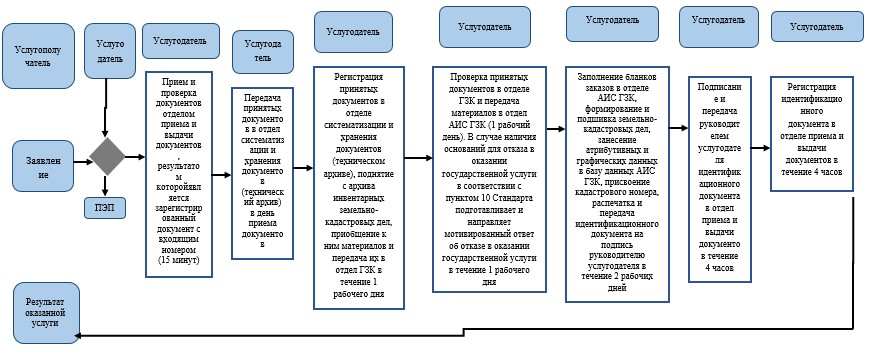 Услугополу
чатель
Услуго
датель
Услугодатель
Услугода
тель
Услугодатель
Услугодатель
Услугодатель
Услугодатель
Услугодатель
Заявлен
ие
ПЭП
Прием и
проверка
документов
отделом
приема и
выдачи
документов
,
результато
м
которойявл
яется
зарегистрир
ованный
документ с
входящим
номером
(15 минут)
Передача
принятых
документо
в в отдел
систематиз
ации и
хранения
документо
в
(техническ
ий архив)
в день
приема
документо
в
Регистрация
принятых
документов в
отделе
систематизации и
хранения
документов
(техническом
архиве), поднятие
с архива
инвентарных
земельно-
кадастровых дел,
приобщение к
ним материалов и
передача их в
отдел ГЗК в
течение 1
рабочего дня
Проверка принятых
документов в отделе
ГЗК и передача
материалов в отдел
АИС ГЗК (1 рабочий
день). В случае наличия
оснований для отказа в
оказании
государственной услуги
в соответствии с
пунктом 10 Стандарта
подготавливает и
направляет
мотивированный ответ
об отказе в оказании
государственной услуги
в течение 1 рабочего
дня
Заполнение бланков
заказов в отделе
АИС ГЗК,
формирование и
подшивка земельно-
кадастровых дел,
занесение
атрибутивных и
графических данных
в базу данных АИС
ГЗК, присвоение
кадастрового номера,
распечатка и
передача
идентификационного
документа на
подпись
руководителю
услугодателя в
течение 2 рабочих
дней
Подписани
е и
передача
руководит
елем
услугодате
ля
идентифик
ационного
документа
в отдел
приема и
выдачи
документо
в течение
4 часов
Регистрация
идентификацио
нного
документа в
отделе приема и
выдачи
документов в
течение 4 часов
Результат
оказанной
услуги